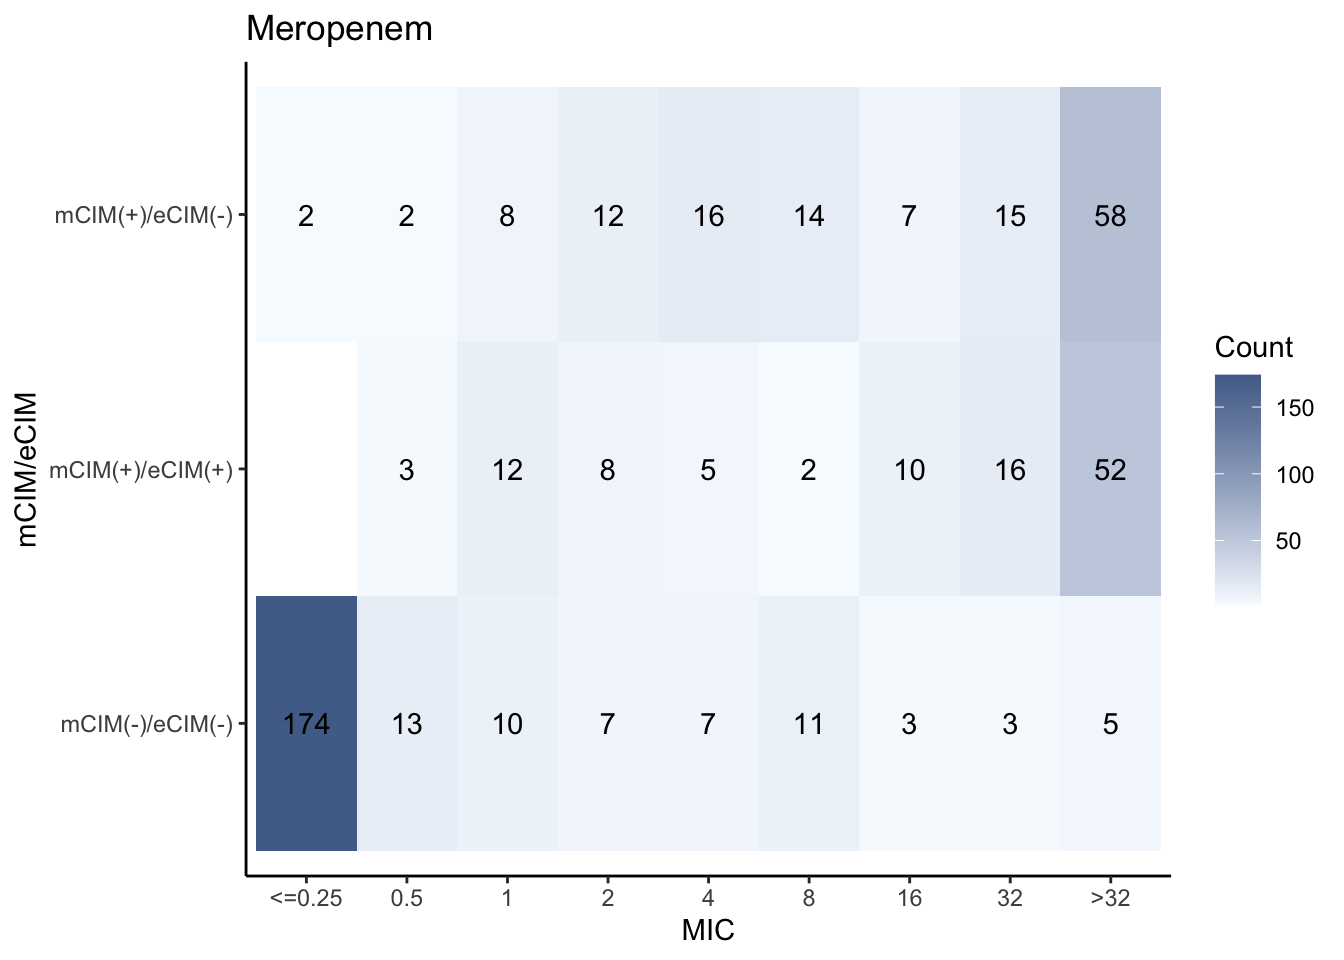 Meropenem
mCIM/eCIM
mCIM(+)/eCIM(-) 2 2 8 12 16 14 7 15 58
mCIM(+)/eCIM(+) 3 12 8 5 2 10 16 52
mCIM(-)/eCIM(-) 174 13 10 7 7 11 3 3 5
<=0.25 0.5 1 2 4 8 16 32 >32
MIC
Count
150
100
50